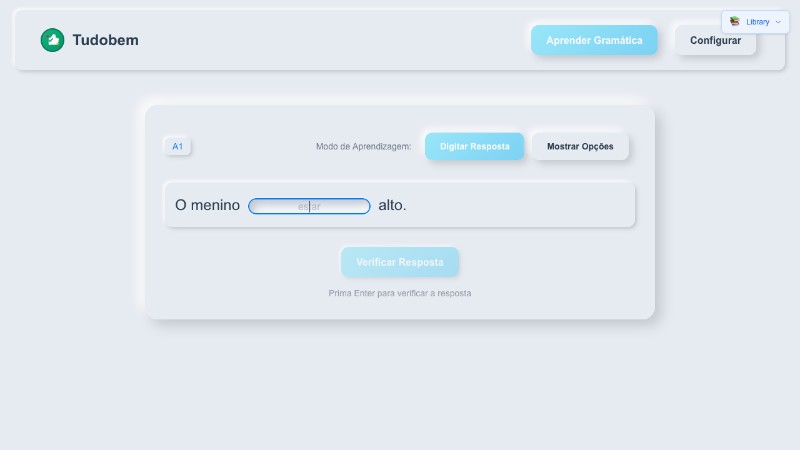 Tudobem
Aprender Gramática
Configurar
Library
A1
Modo de Aprendizagem:
Digitar Resposta
Mostrar Opções
O menino estar alto.
Verificar Resposta
Prima Enter para verificar a resposta